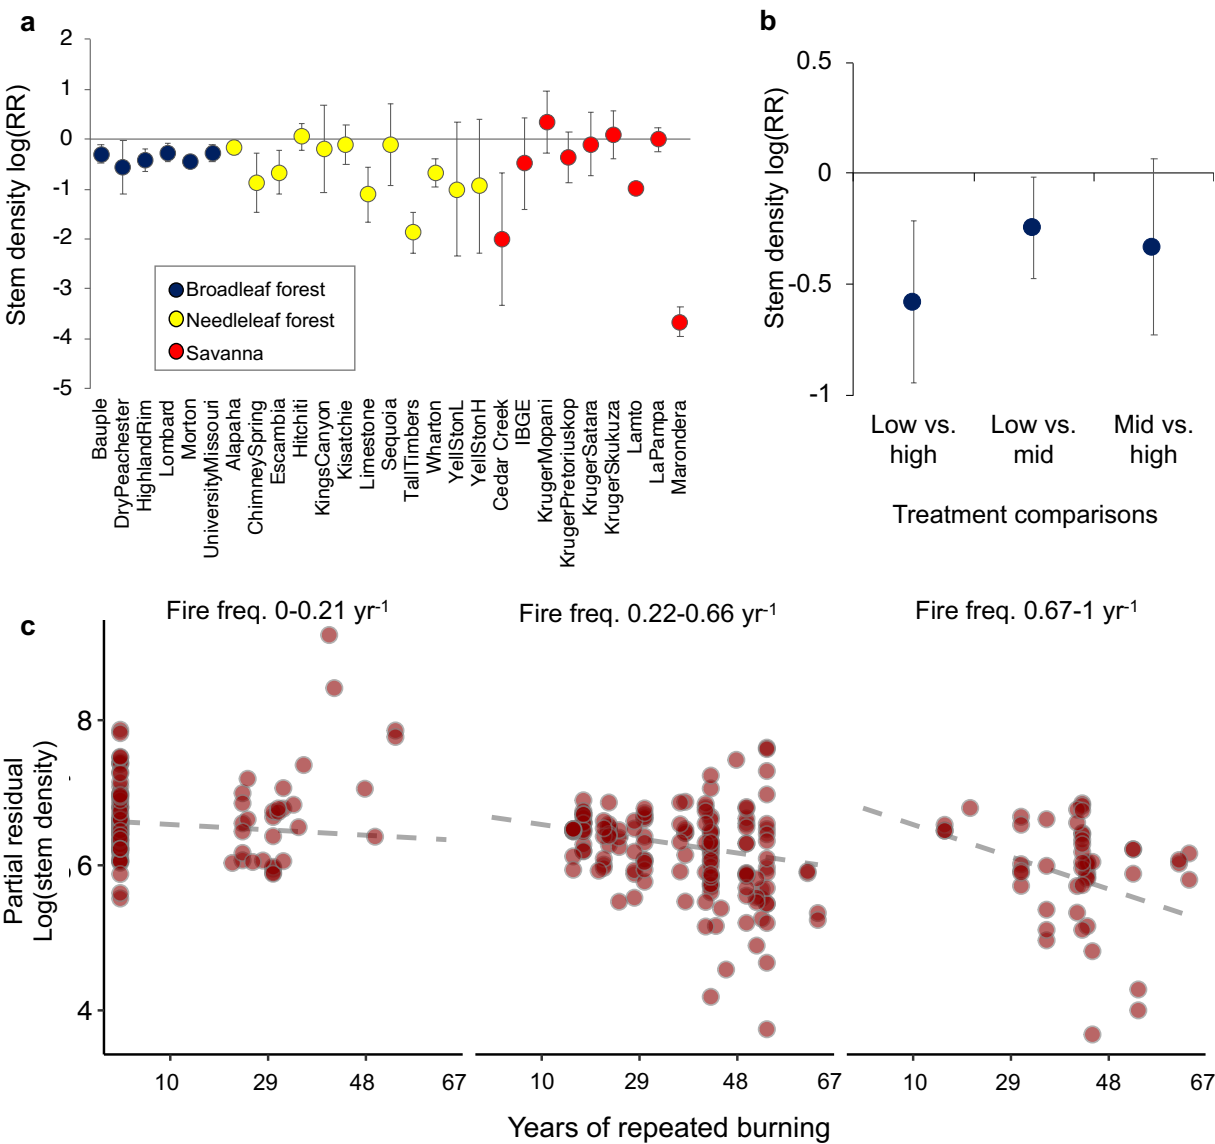 a
2
1
0
-1
-2
-3
-4
-5
Stem density log(RR)
Broadleaf forest
Needleleaf forest
Savanna
Bauple
DryPeachester
HighlandRim
Lombard
Morton
UniversityMissouri
Alapaha
ChimneySpring
Escambia
Hitchiti
KingsCanyon
Kisatchie
Limestone
Sequoia
TallTimbers
Wharton
YellStonL
YellStonH
Cedar Creek
IBGE
KrugerMopani
KrugerPretoriuskop
KrugerSatara
KrugerSkukuza
Lamto
LaPampa
Marondera
b
0.5
0
-0.5
-1
Stem density log(RR)
Low vs.
high
Low vs.
mid
Mid vs.
high
Treatment comparisons
c
Fire freq. 0-0.21 yr⁻¹
Fire freq. 0.22-0.66 yr⁻¹
Fire freq. 0.67-1 yr⁻¹
8
6
4
Partial residual
Log(stem density)
10 29 48 67
10 29 48 67
10 29 48 67
Years of repeated burning